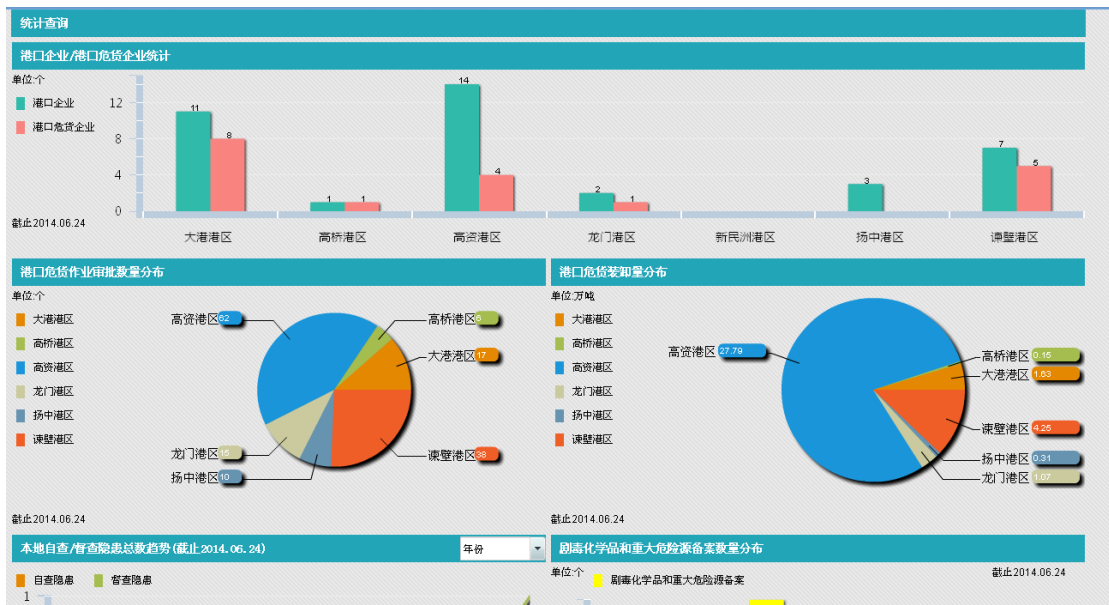 统计查询
港口企业/港口危货企业统计
单位:个
港口企业
港口危货企业
12
8
4
0
11
8
1
1
14
4
2
1
3
7
5
大港港区
高桥港区
高资港区
龙门港区
新民洲港区
扬中港区
谏壁港区
截止2014.06.24
港口危货作业审批数量分布
单位:个
大港港区
高桥港区
高资港区
龙门港区
扬中港区
谏壁港区
高资港区 62
高桥港区 6
大港港区 17
龙门港区 15
扬中港区 10
谏壁港区 38
截止2014.06.24
港口危货装卸量分布
单位:万吨
大港港区
高桥港区
高资港区
龙门港区
扬中港区
谏壁港区
高资港区 27.79
高桥港区 0.15
大港港区 1.63
谏壁港区 4.25
扬中港区 0.31
龙门港区 1.07
截止2014.06.24
本地自查/督查隐患总数趋势(截止2014.06.24)
年份
自查隐患
督查隐患
1
剧毒化学品和重大危险源备案数量分布
单位:个
剧毒化学品和重大危险源备案
截止2014.06.24